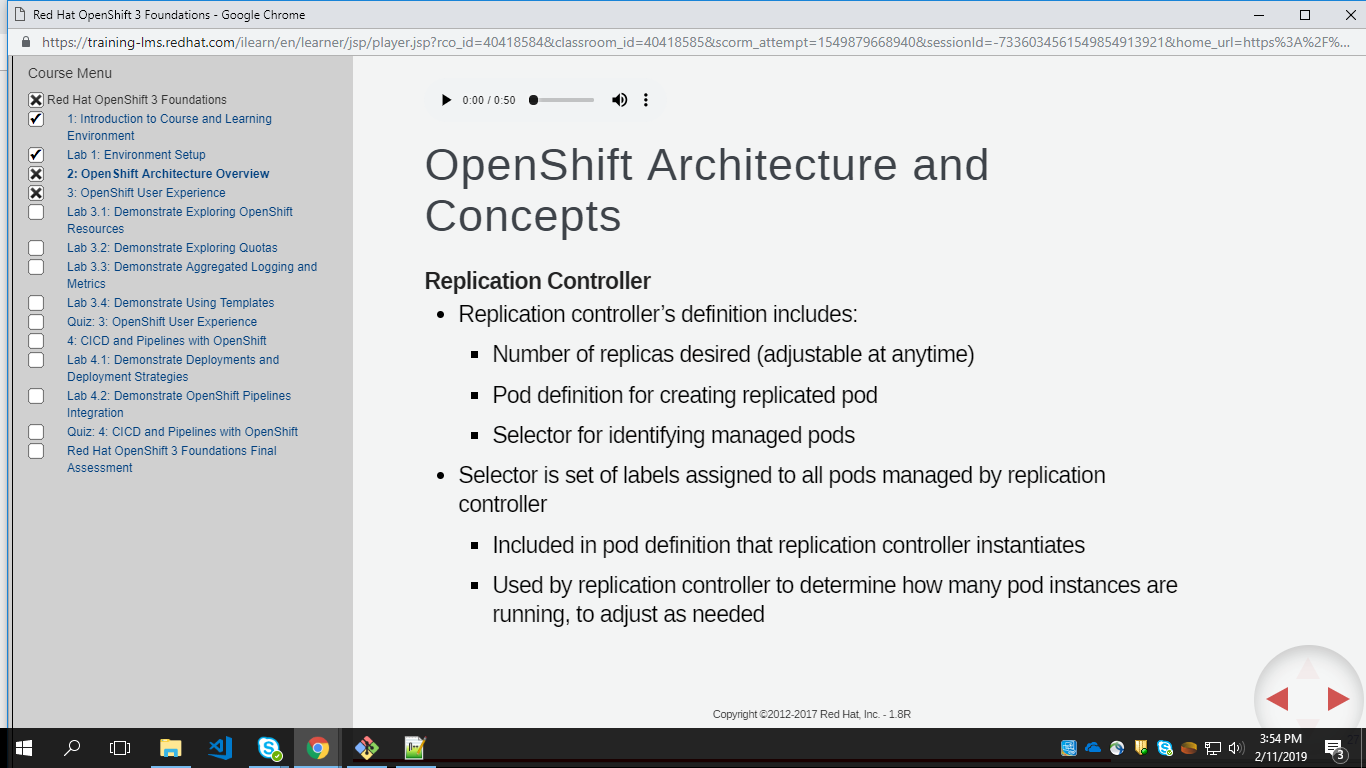 Red Hat OpenShift 3 Foundations - Google Chrome
https://training-lms.redhat.com/ilearn/en/learner/jsp/player.jsp?rco_id=40418584&classroom_id=40418585&scorm_attempt=1549879668940&sessionId=-7336034561549854913921&home_url=https%3A%2F%...
Course Menu
Red Hat OpenShift 3 Foundations
1: Introduction to Course and Learning
Environment
Lab 1: Environment Setup
2: OpenShift Architecture Overview
3: OpenShift User Experience
Lab 3.1: Demonstrate Exploring OpenShift
Resources
Lab 3.2: Demonstrate Exploring Quotas
Lab 3.3: Demonstrate Aggregated Logging and
Metrics
Lab 3.4: Demonstrate Using Templates
Quiz: 3: OpenShift User Experience
4: CICD and Pipelines with OpenShift
Lab 4.1: Demonstrate Deployments and
Deployment Strategies
Lab 4.2: Demonstrate OpenShift Pipelines
Integration
Quiz: 4: CICD and Pipelines with OpenShift
Red Hat OpenShift 3 Foundations Final
Assessment
0:00 / 0:50
OpenShift Architecture and
Concepts
Replication Controller
• Replication controller’s definition includes:
▪ Number of replicas desired (adjustable at anytime)
▪ Pod definition for creating replicated pod
▪ Selector for identifying managed pods
• Selector is set of labels assigned to all pods managed by replication
controller
▪ Included in pod definition that replication controller instantiates
▪ Used by replication controller to determine how many pod instances are
running, to adjust as needed
Copyright ©2012-2017 Red Hat, Inc. - 1.8R
3:54 PM
2/11/2019
3